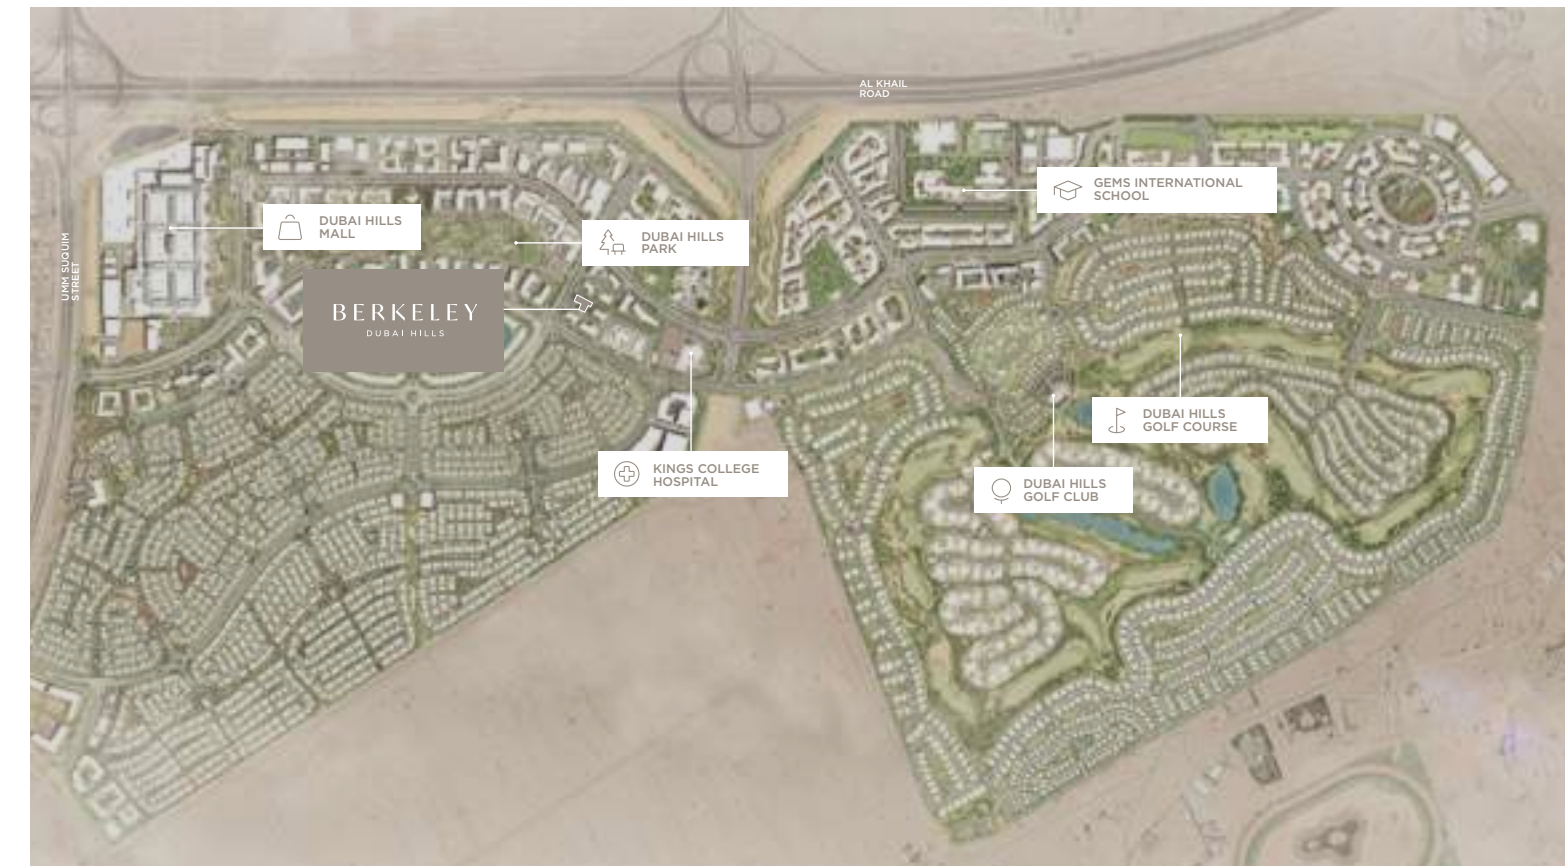 AL KHAIL
ROAD
GEMS INTERNATIONAL
SCHOOL
DUBAI HILLS
MALL
DUBAI HILLS
PARK
UMM SUQUIM
STREET
BERKELEY
DUBAI HILLS
DUBAI HILLS
GOLF COURSE
KINGS COLLEGE
HOSPITAL
DUBAI HILLS
GOLF CLUB